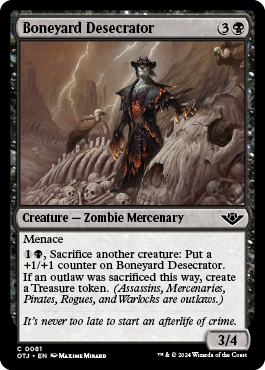 Boneyard Desecrator 3
Creature — Zombie Mercenary
Menace
1, Sacrifice another creature: Put a
+1/+1 counter on Boneyard Desecrator.
If an outlaw was sacrificed this way, create
a Treasure token. (Assassins, Mercenaries,
Pirates, Rogues, and Warlocks are outlaws.)
It's never too late to start an afterlife of crime.
3/4
C 0081
OTJ • EN MAXIME MINARD
™ & © 2024 Wizards of the Coast